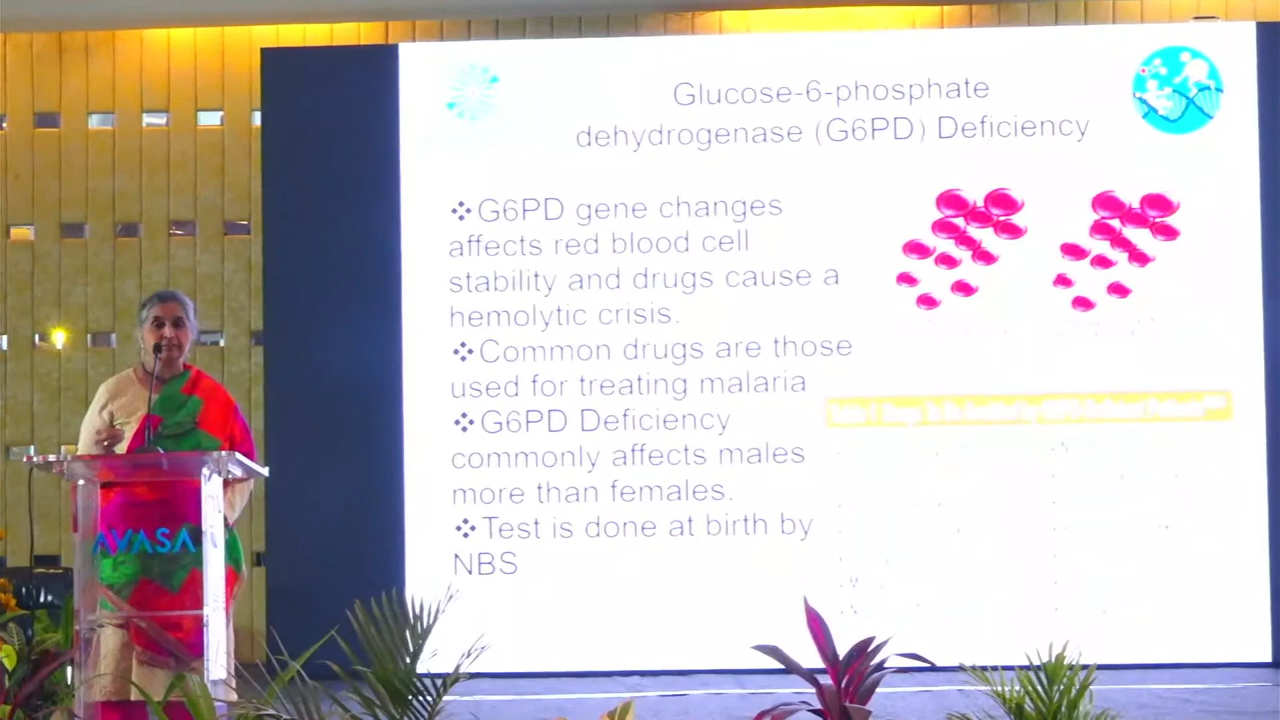 Glucose-6-phosphate
dehydrogenase (G6PD) Deficiency
❖G6PD gene changes
affects red blood cell
stability and drugs cause a
hemolytic crisis.
❖Common drugs are those
used for treating malaria
❖G6PD Deficiency
commonly affects males
more than females.
❖Test is done at birth by
NBS
AVASA